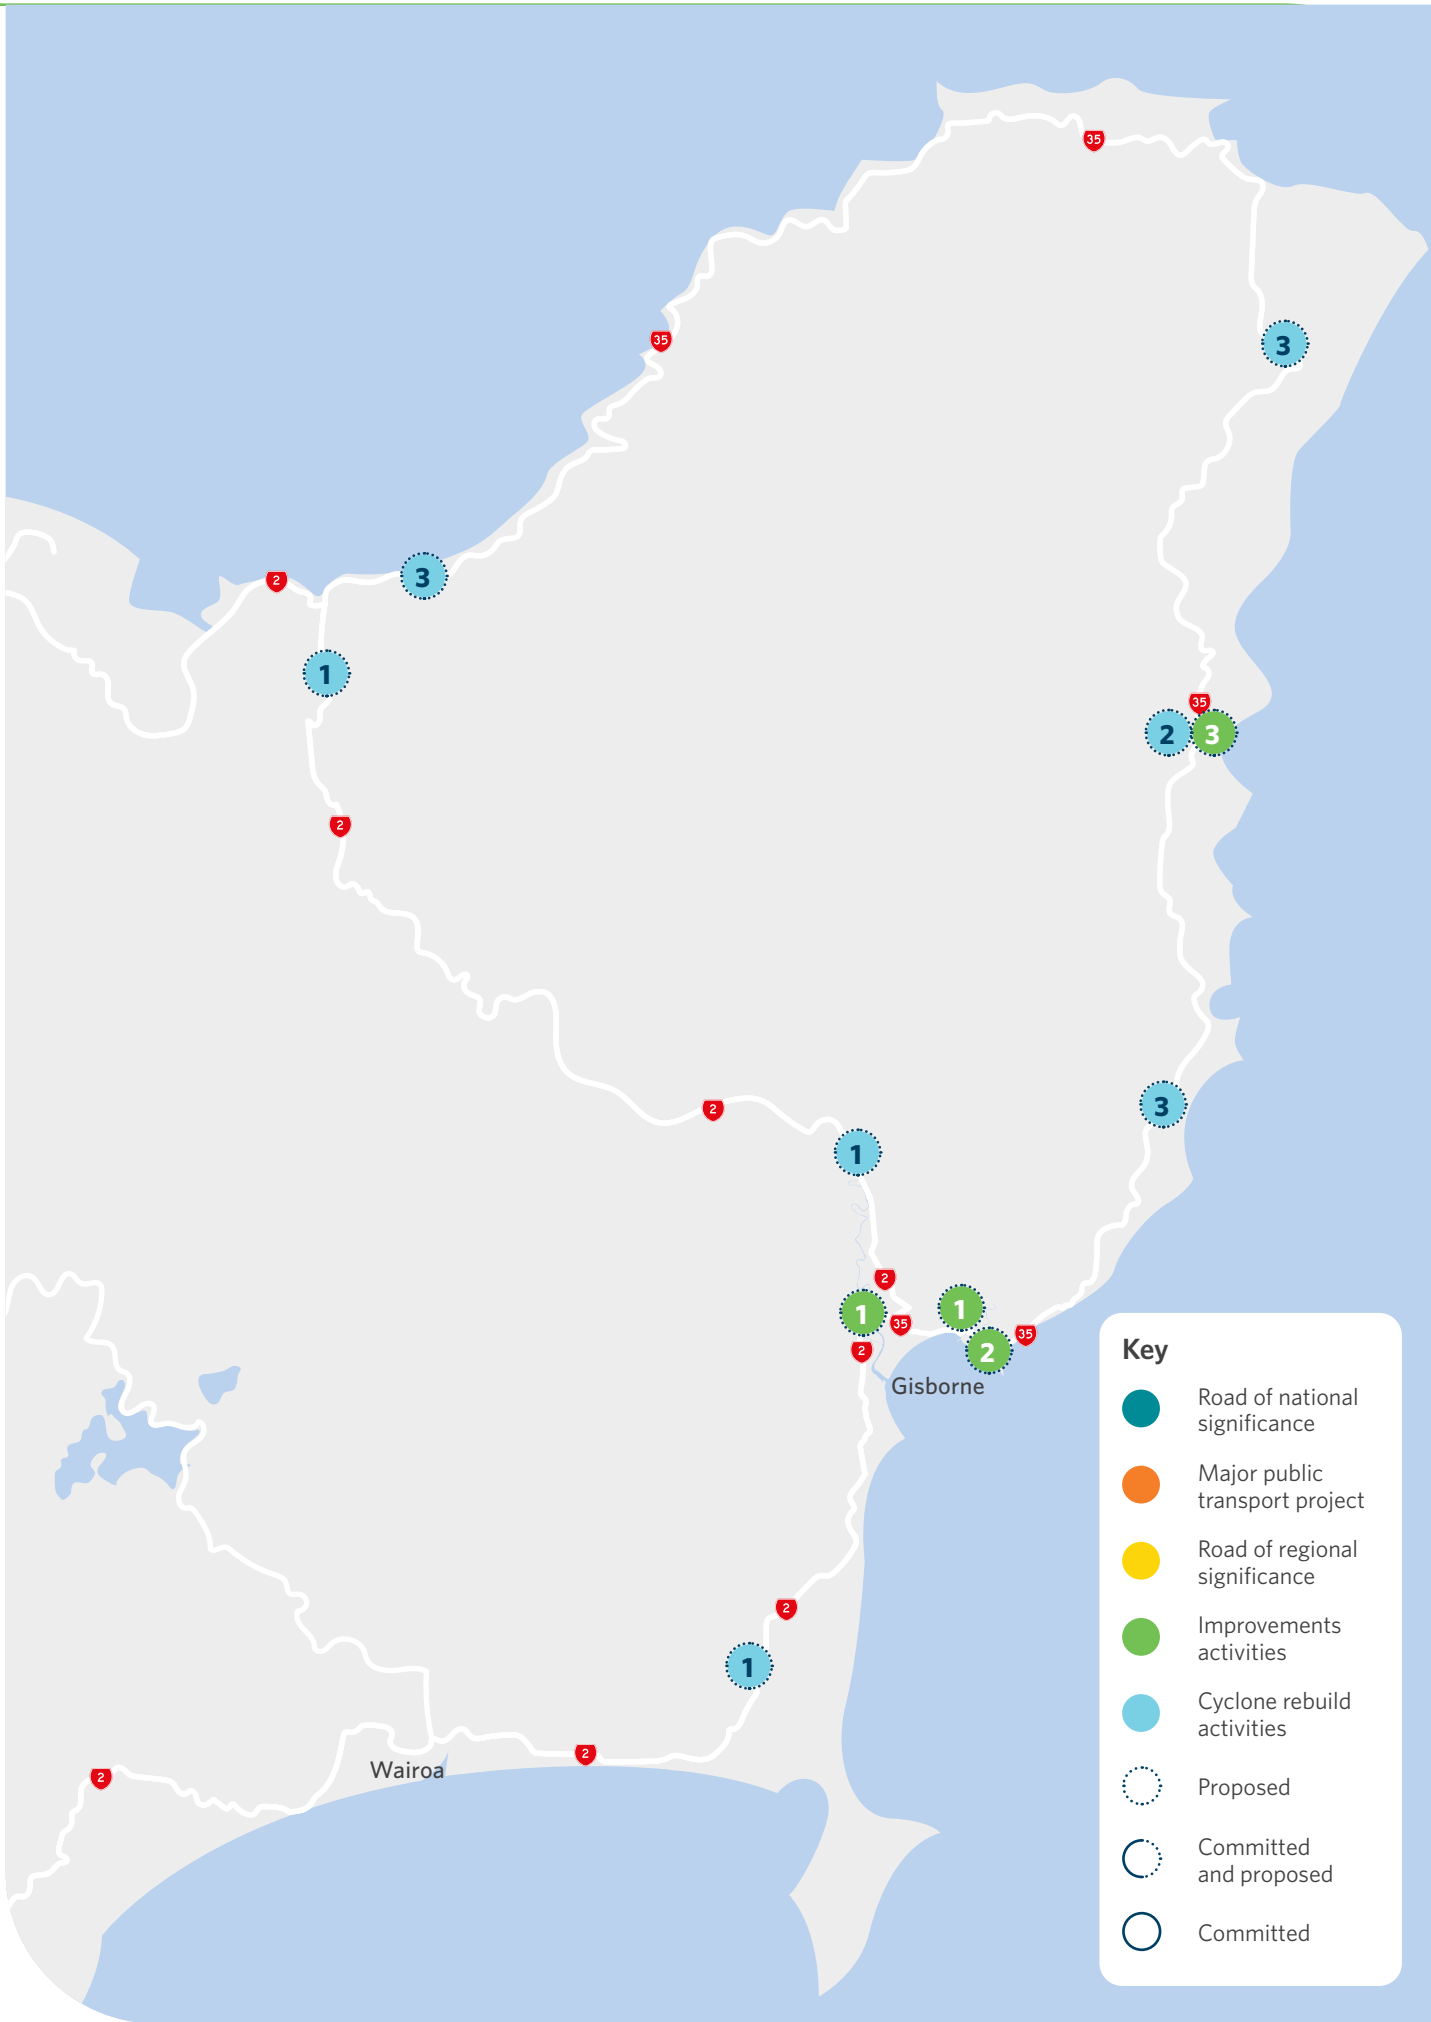 35
35
3
3
2
1
35
2
3
2
2
3
1
2
1
1
35
35
2
2
Gisborne
2
1
2
Wairoa
2
Key
Road of national
significance
Major public
transport project
Road of regional
significance
Improvements
activities
Cyclone rebuild
activities
Proposed
Committed
and proposed
Committed